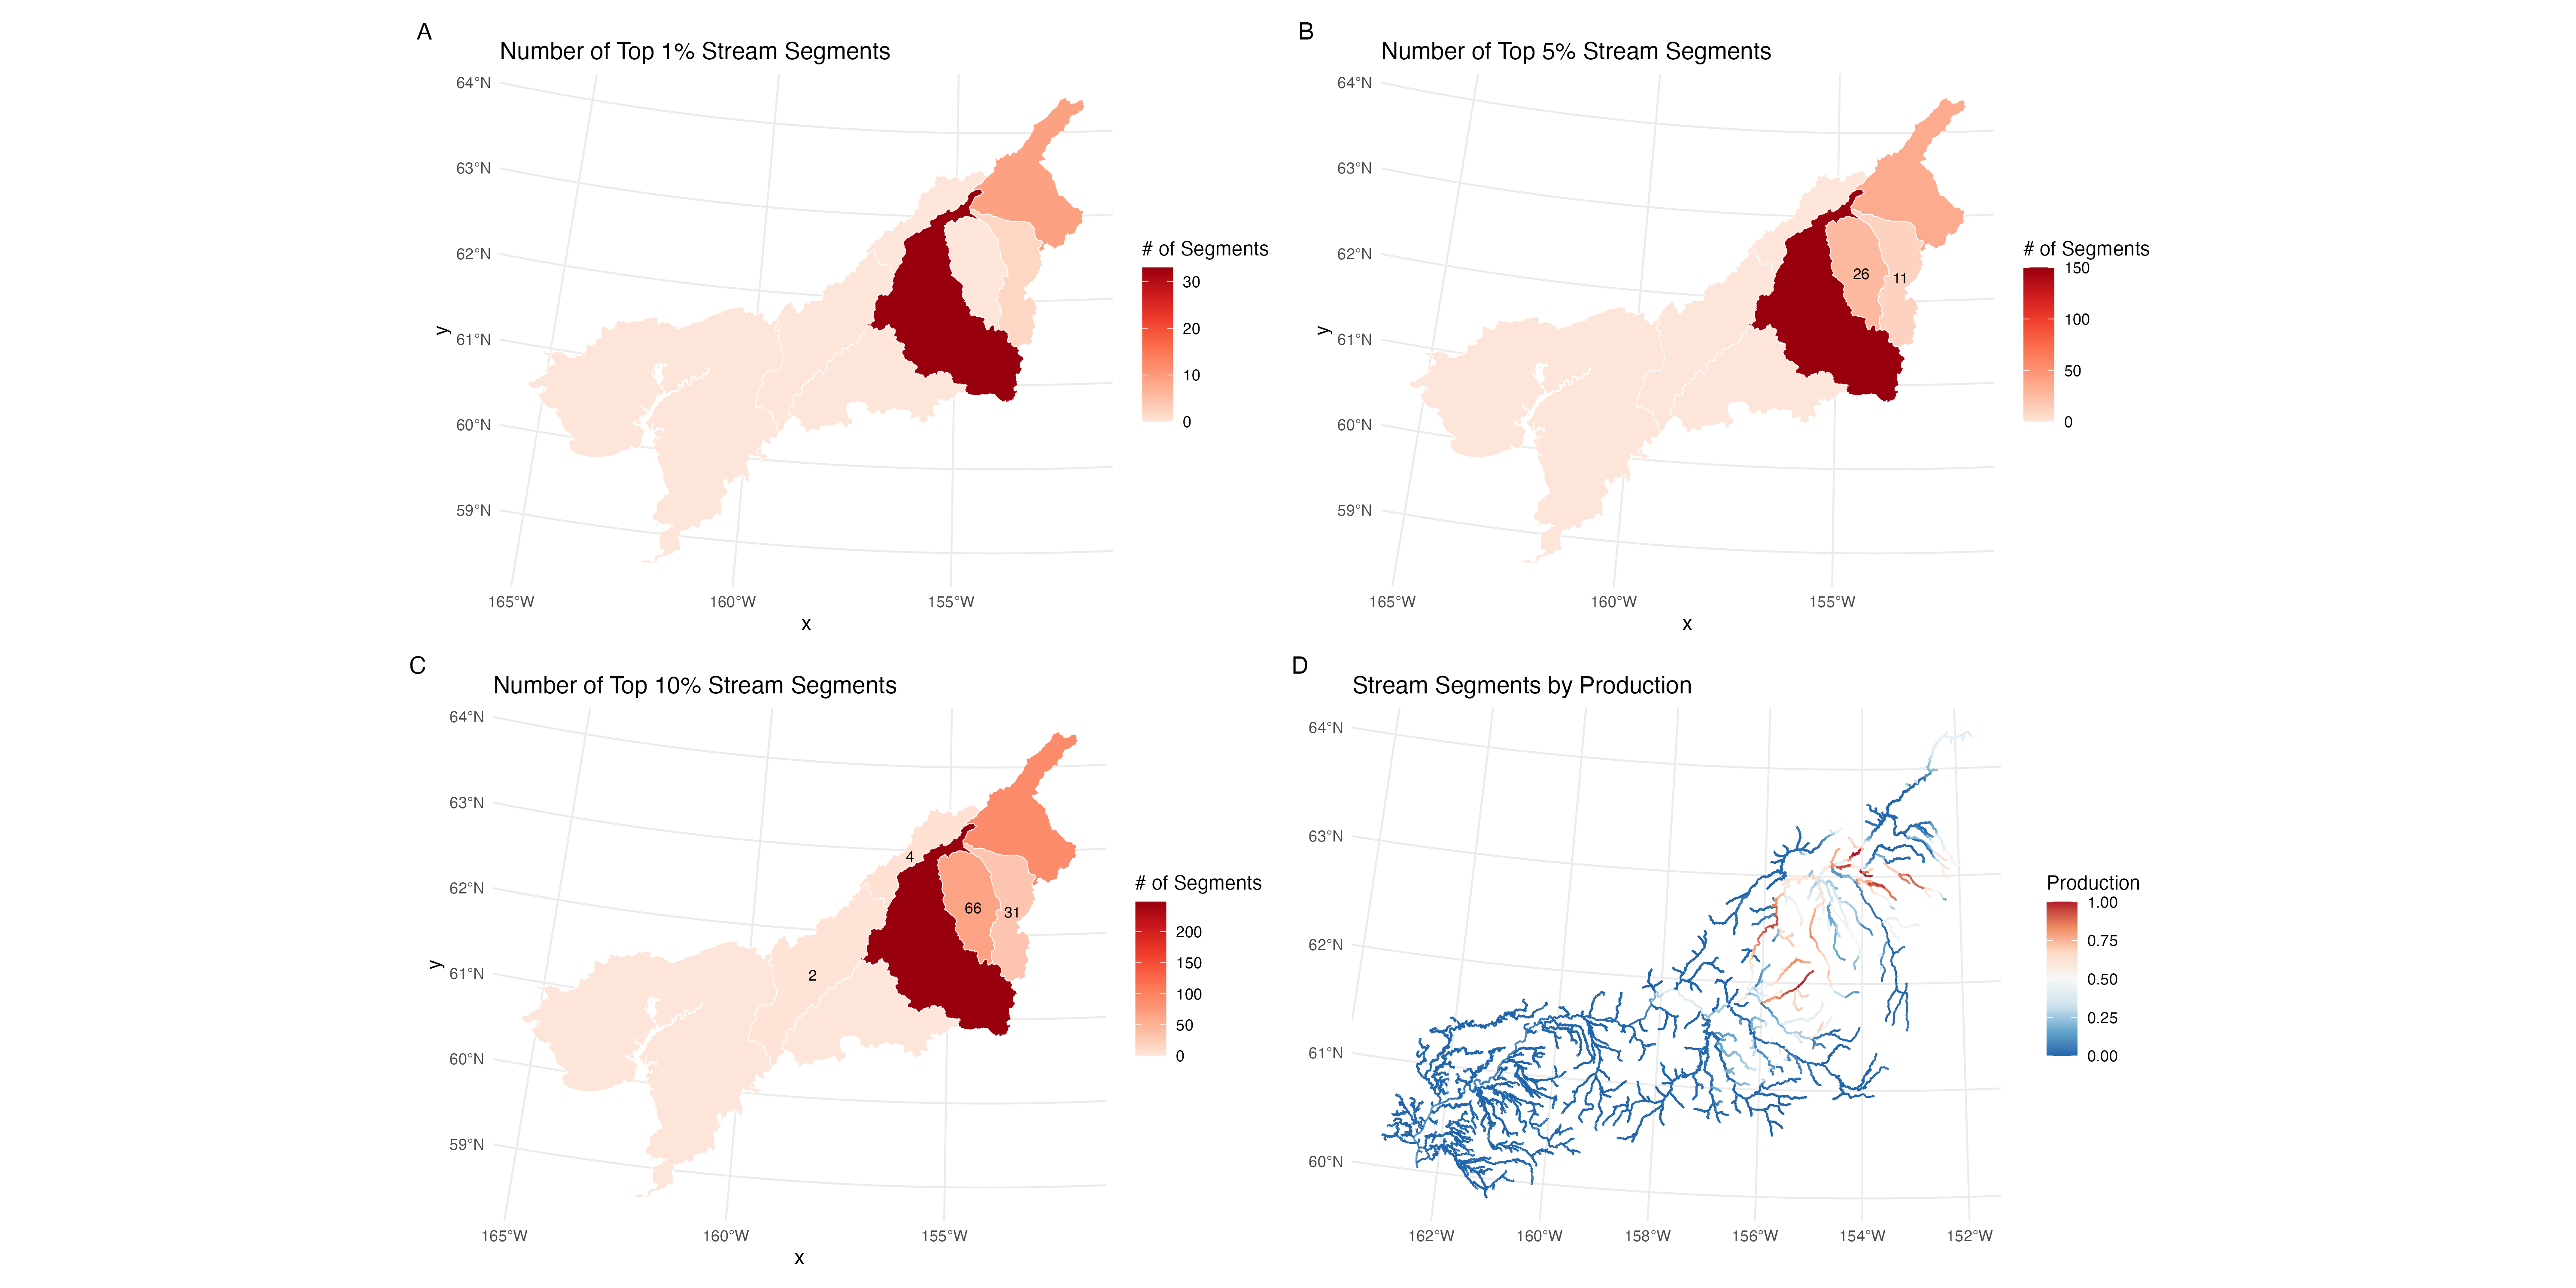 A
Number of Top 1% Stream Segments
64°N
63°N
62°N
61°N
60°N
59°N
y
165°W 160°W 155°W
x
# of Segments
30
20
10
0
B
Number of Top 5% Stream Segments
64°N
63°N
62°N
61°N
60°N
59°N
y
26 11
165°W 160°W 155°W
x
# of Segments
150
100
50
0
C
Number of Top 10% Stream Segments
64°N
63°N
62°N
61°N
60°N
59°N
y
4
66 31
2
165°W 160°W 155°W
x
# of Segments
200
150
100
50
0
D
Stream Segments by Production
64°N
63°N
62°N
61°N
60°N
162°W 160°W 158°W 156°W 154°W 152°W
Production
1.00
0.75
0.50
0.25
0.00